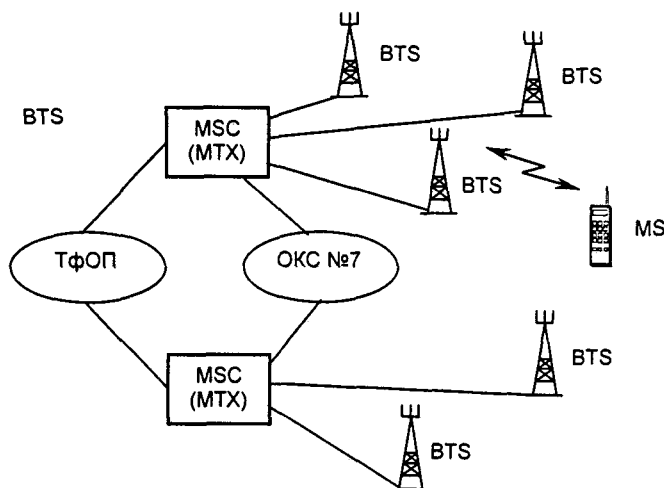 BTS
BTS
BTS
MSC
(MTX)
BTS
MS
ТфОП
ОКС №7
BTS
MSC
(MTX)
BTS